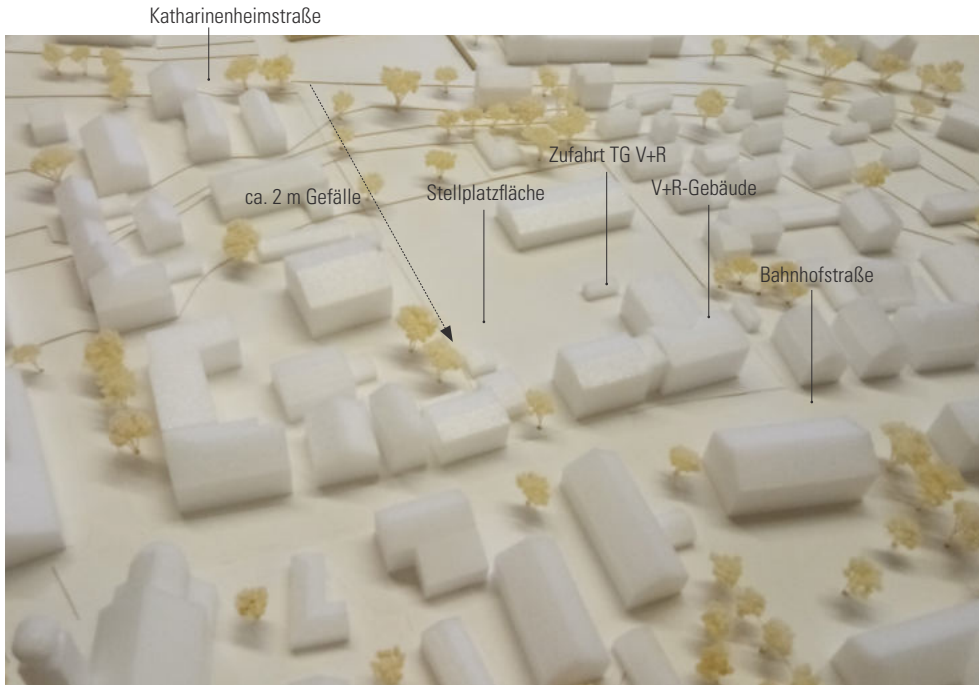 Katharinenheimstraße
Zufahrt TG V+R
ca. 2 m Gefälle
Stellplatzfläche
V+R-Gebäude
Bahnhofstraße